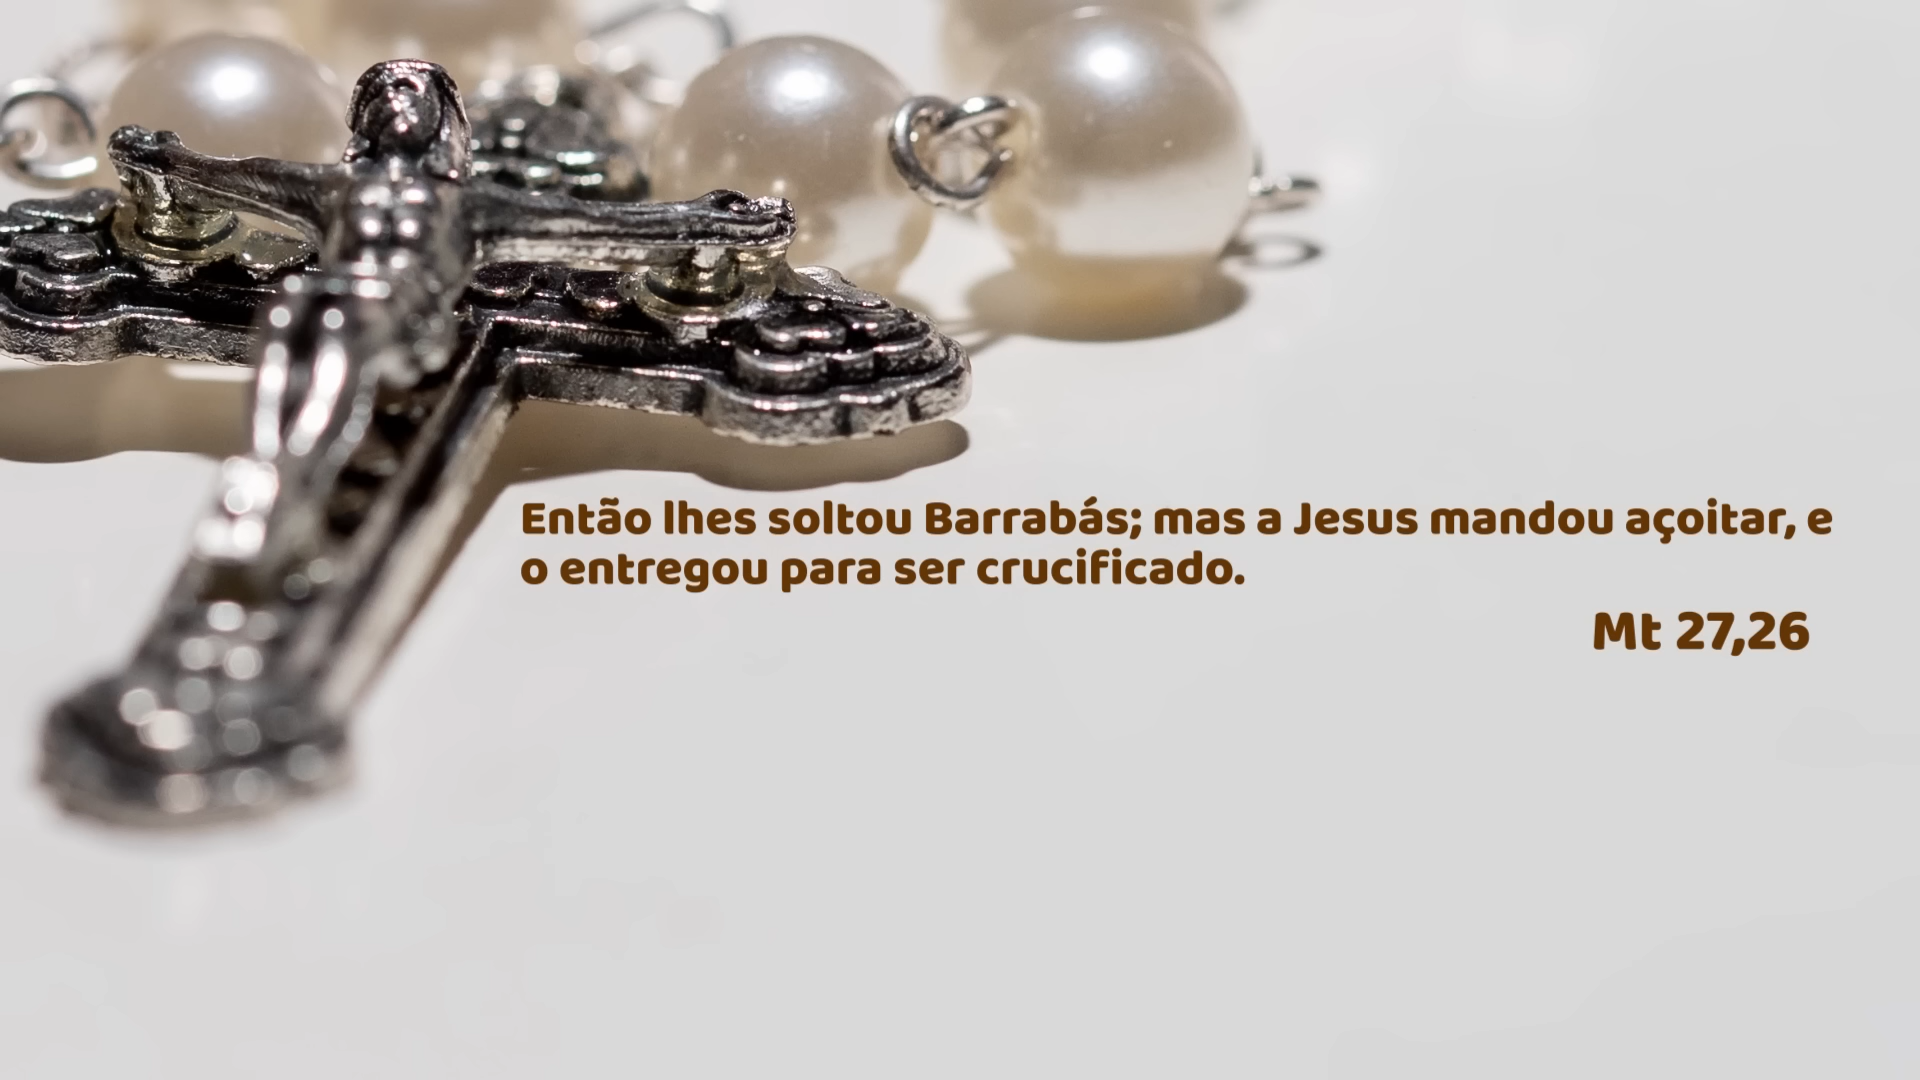 Então lhes soltou Barrabás; mas a Jesus mandou açoitar, e
o entregou para ser crucificado.
Mt 27,26